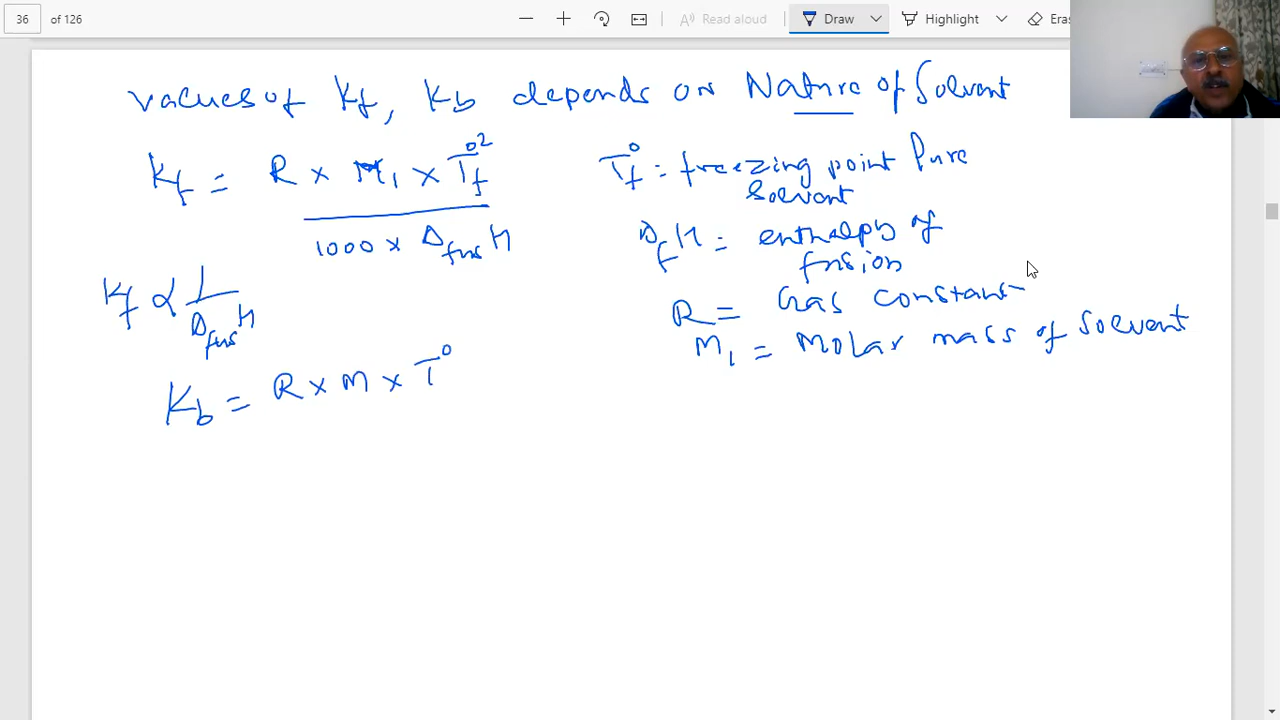 36 of 126
Read aloud
Draw
Highlight
Eras
values of Kf, Kb depends on Nature of Solvent
Kf = R × M1 × Tf°² / 1000 × ΔfusH
Tf° = freezing point Pure
Solvent
ΔfH = enthalpy of
fusion
Kf ∝ 1 / ΔfusH
R = Gas constant
M1 = Molar mass of Solvent
Kb = R × M × T°